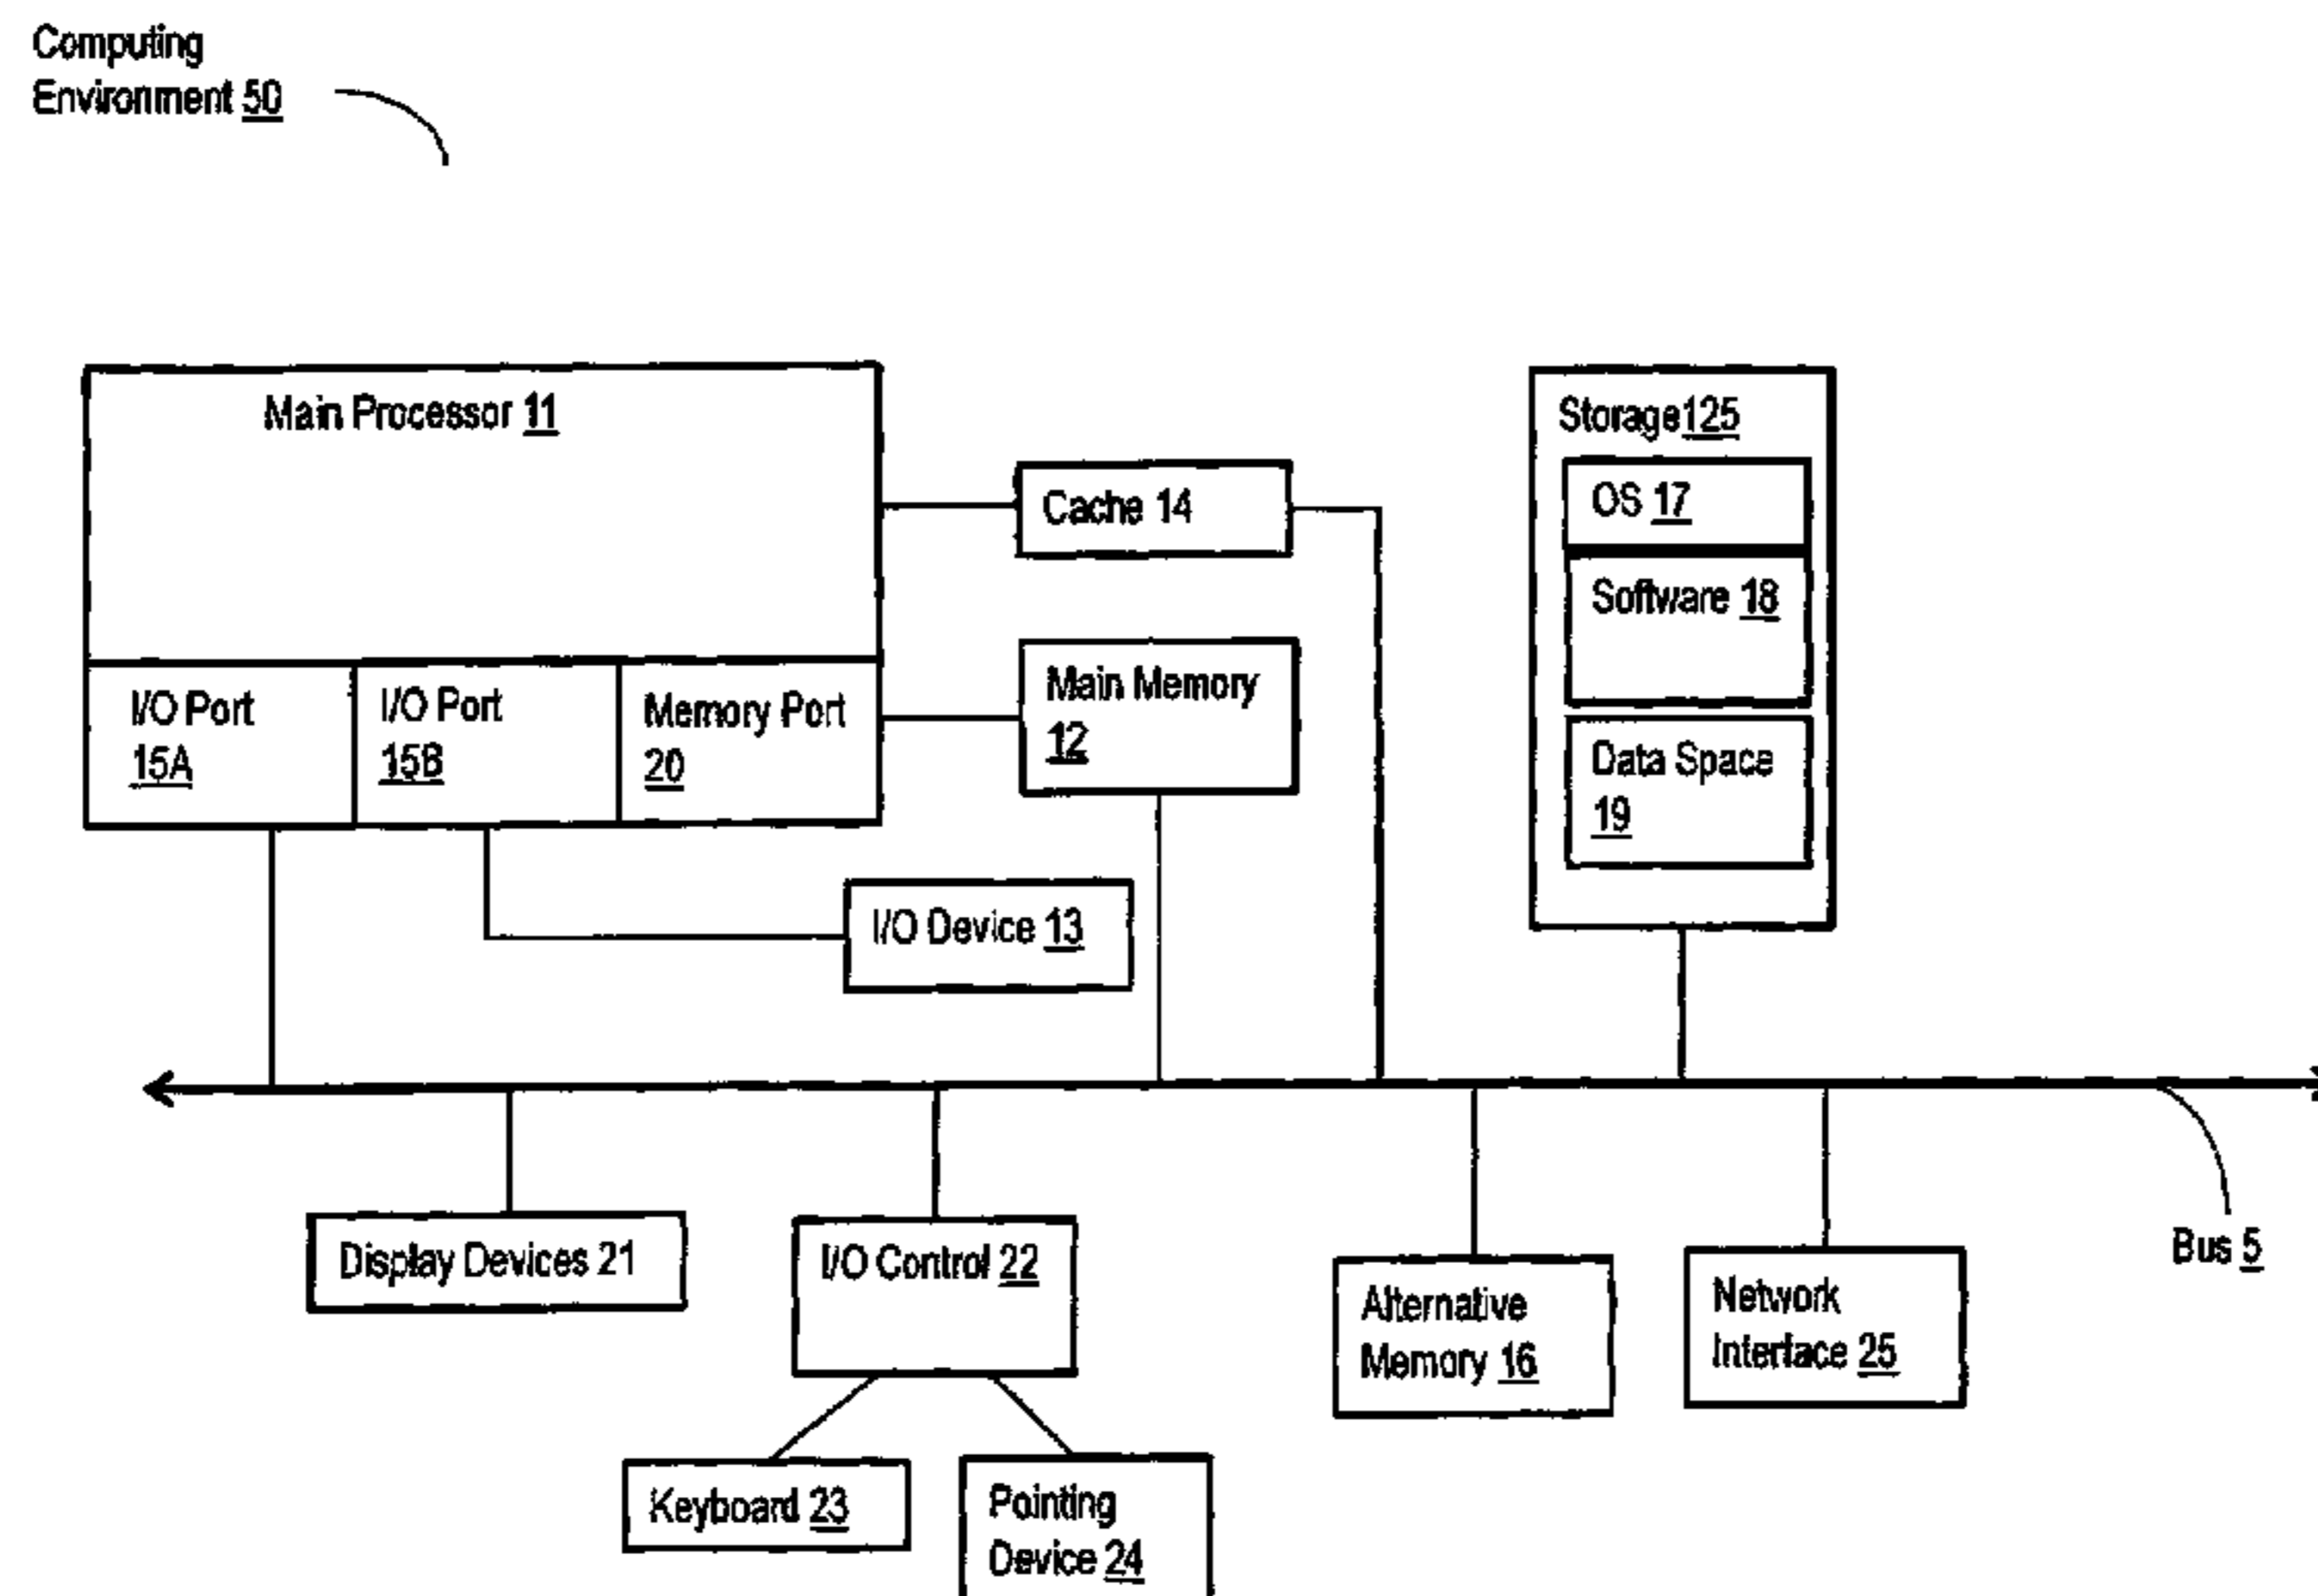 Computing
Environment 50
Main Processor 11
Cache 14
Storage125
OS 17
Software 18
Data Space
19
I/O Port
15A
I/O Port
15B
Memory Port
20
Main Memory
12
I/O Device 13
Bus 5
Display Devices 21
I/O Control 22
Alternative
Memory 16
Network
Interface 25
Keyboard 23
Pointing
Device 24